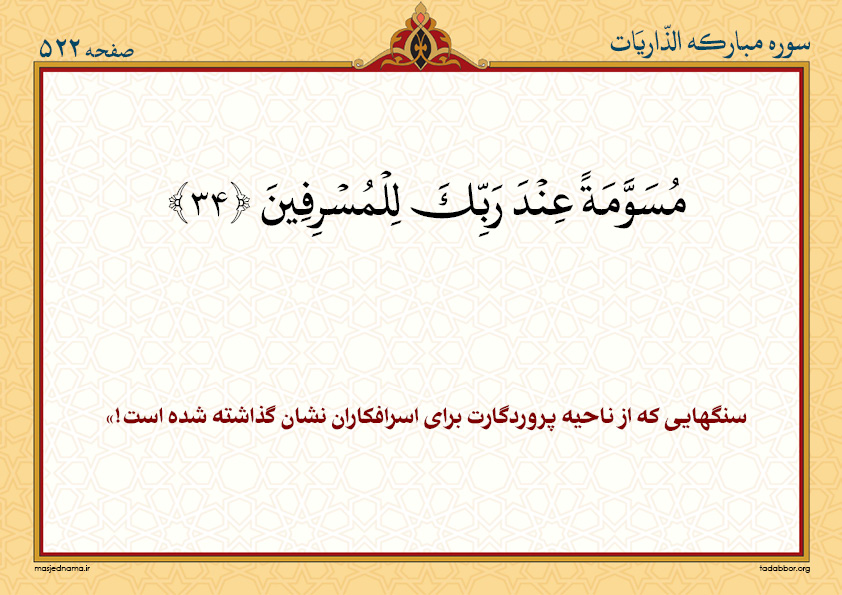 سوره مبارکه الذّاریَات
صفحه ۵۲۲
مُسَوَّمَةً عِنْدَ رَبِّكَ لِلْمُسْرِفِينَ ﴿۳۴﴾
سنگهایی که از ناحیه پروردگارت برای اسرافکاران نشان گذاشته شده است!»
masjednama.ir
tadabbor.org